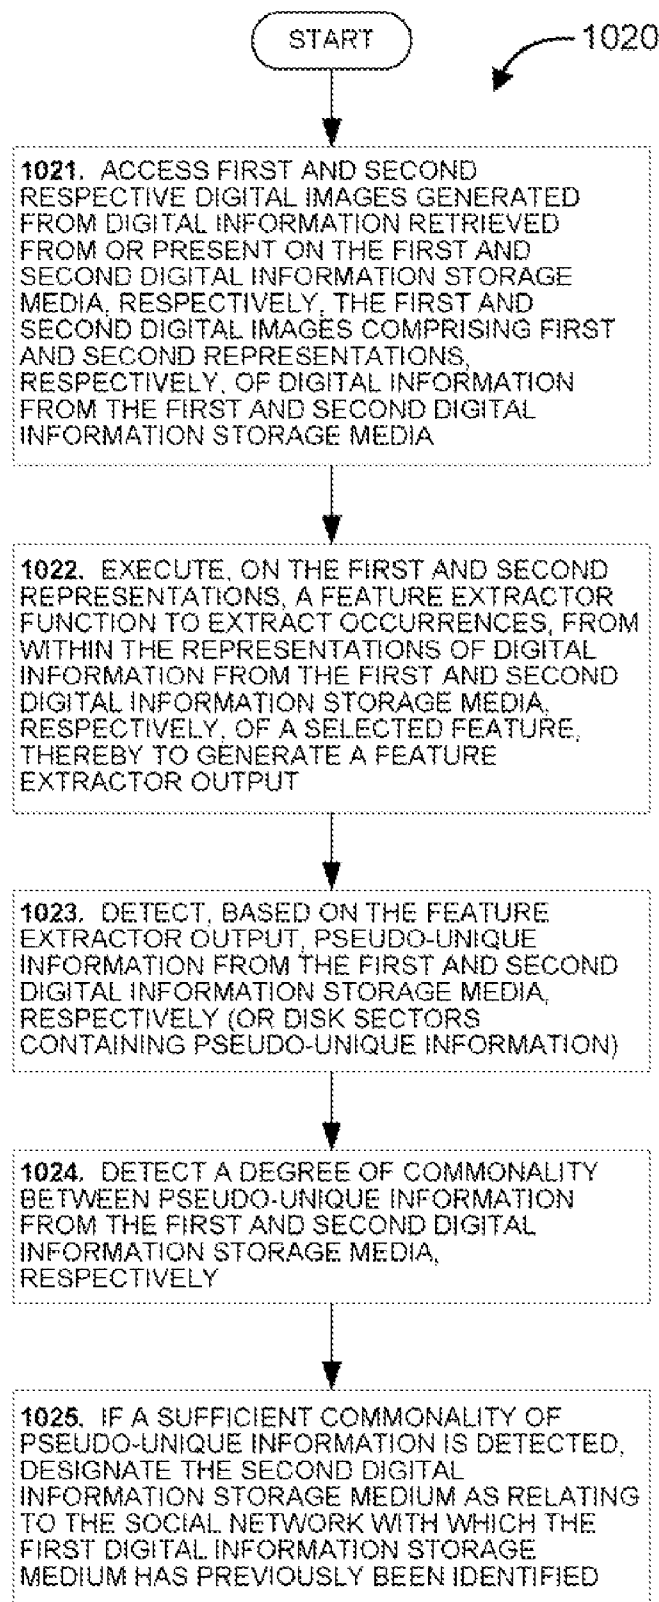 START
1020
1021. ACCESS FIRST AND SECOND
RESPECTIVE DIGITAL IMAGES GENERATED
FROM DIGITAL INFORMATION RETRIEVED
FROM OR PRESENT ON THE FIRST AND
SECOND DIGITAL INFORMATION STORAGE
MEDIA, RESPECTIVELY, THE FIRST AND
SECOND DIGITAL IMAGES COMPRISING FIRST
AND SECOND REPRESENTATIONS,
RESPECTIVELY, OF DIGITAL INFORMATION
FROM THE FIRST AND SECOND DIGITAL
INFORMATION STORAGE MEDIA
1022. EXECUTE, ON THE FIRST AND SECOND
REPRESENTATIONS, A FEATURE EXTRACTOR
FUNCTION TO EXTRACT OCCURRENCES, FROM
WITHIN THE REPRESENTATIONS OF DIGITAL
INFORMATION FROM THE FIRST AND SECOND
DIGITAL INFORMATION STORAGE MEDIA,
RESPECTIVELY, OF A SELECTED FEATURE,
THEREBY TO GENERATE A FEATURE
EXTRACTOR OUTPUT
1023. DETECT, BASED ON THE FEATURE
EXTRACTOR OUTPUT, PSEUDO-UNIQUE
INFORMATION FROM THE FIRST AND SECOND
DIGITAL INFORMATION STORAGE MEDIA,
RESPECTIVELY (OR DISK SECTORS
CONTAINING PSEUDO-UNIQUE INFORMATION)
1024. DETECT A DEGREE OF COMMONALITY
BETWEEN PSEUDO-UNIQUE INFORMATION
FROM THE FIRST AND SECOND DIGITAL
INFORMATION STORAGE MEDIA,
RESPECTIVELY
1025. IF A SUFFICIENT COMMONALITY OF
PSEUDO-UNIQUE INFORMATION IS DETECTED,
DESIGNATE THE SECOND DIGITAL
INFORMATION STORAGE MEDIUM AS RELATING
TO THE SOCIAL NETWORK WITH WHICH THE
FIRST DIGITAL INFORMATION STORAGE
MEDIUM HAS PREVIOUSLY BEEN IDENTIFIED